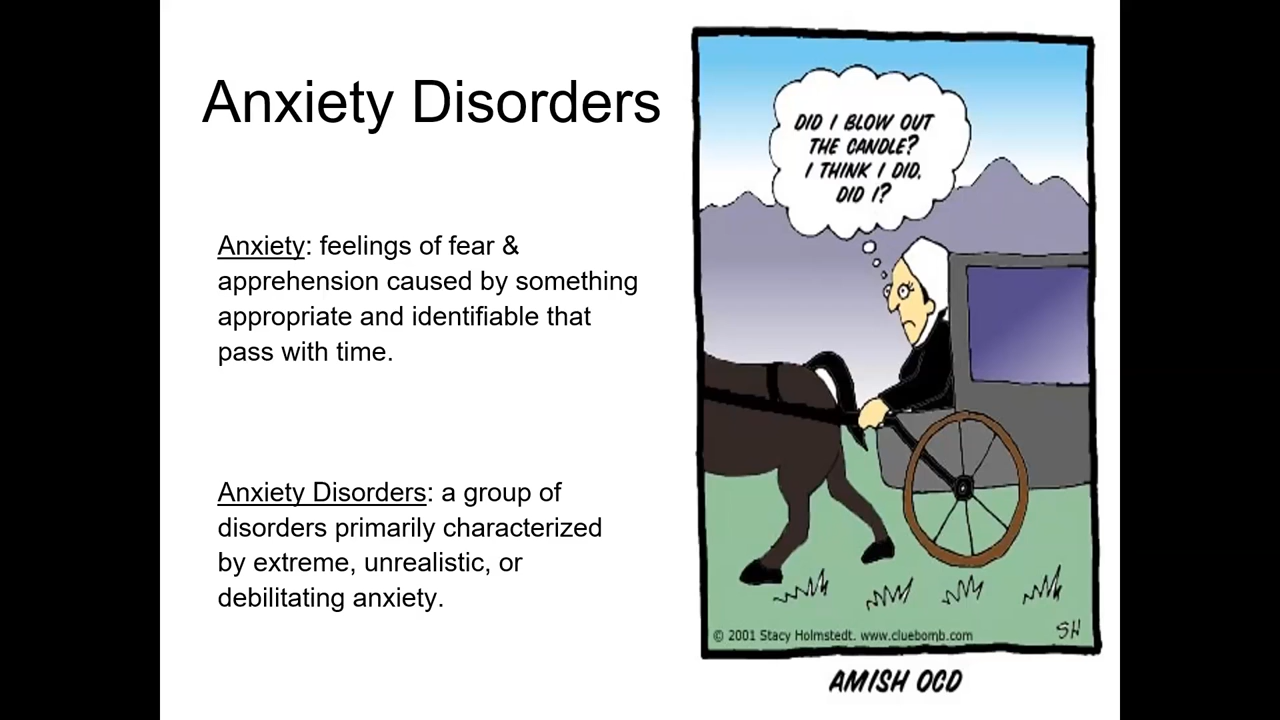 Anxiety Disorders
Anxiety: feelings of fear &
apprehension caused by something
appropriate and identifiable that
pass with time.
Anxiety Disorders: a group of
disorders primarily characterized
by extreme, unrealistic, or
debilitating anxiety.
DID I BLOW OUT
THE CANDLE?
I THINK I DID.
DID I?
© 2001 Stacy Holmstedt. www.cluebomb.com
SH
AMISH OCD